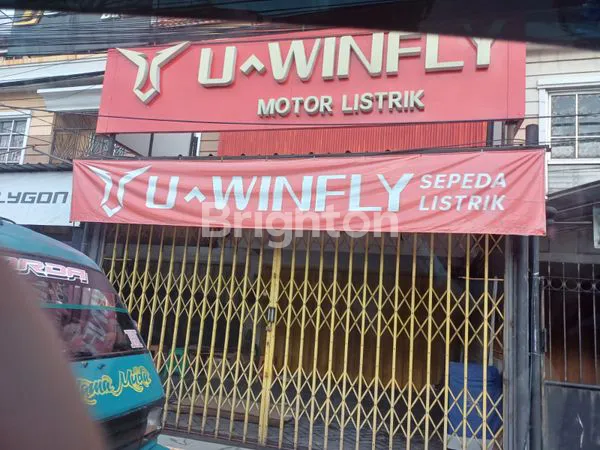 U^WINFLY
MOTOR LISTRIK
U^WINFLY
SEPEDA
LISTRIK
LYGON
Brighton
RDA